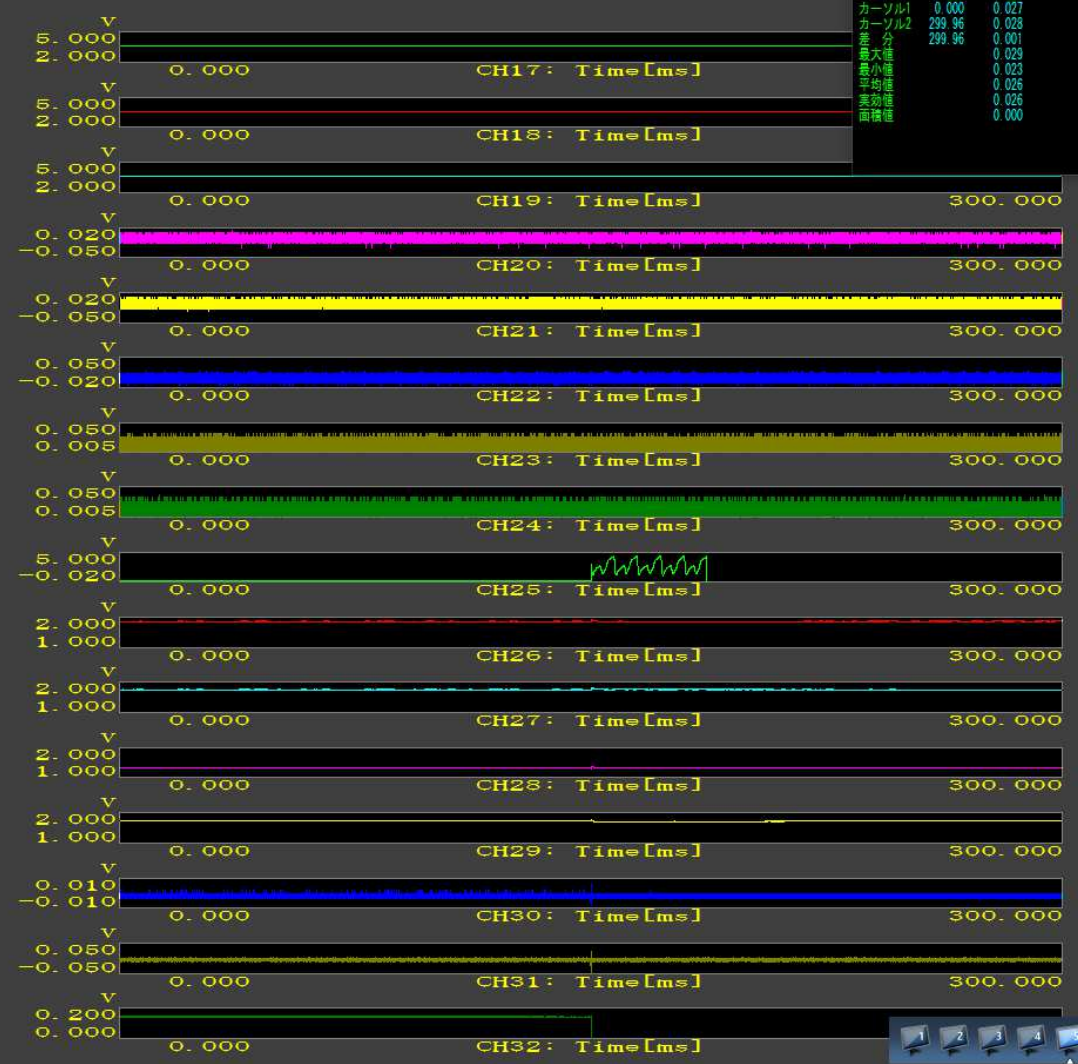 カーソル1 0.000 0.027
カーソル2 299.96 0.028
差 分 299.96 0.001
最大値 0.029
最小値 0.023
平均値 0.026
実効値 0.026
面積値 0.000
V
5.000
2.000
0.000 CH17: Time[ms]
V
5.000
2.000
0.000 CH18: Time[ms]
V
5.000
2.000
0.000 CH19: Time[ms] 300.000
V
0.020
-0.050
0.000 CH20: Time[ms] 300.000
V
0.020
-0.050
0.000 CH21: Time[ms] 300.000
V
0.050
-0.020
0.000 CH22: Time[ms] 300.000
V
0.050
0.005
0.000 CH23: Time[ms] 300.000
V
0.050
0.005
0.000 CH24: Time[ms] 300.000
V
5.000
-0.020
0.000 CH25: Time[ms] 300.000
V
2.000
1.000
0.000 CH26: Time[ms] 300.000
V
2.000
1.000
0.000 CH27: Time[ms] 300.000
V
2.000
1.000
0.000 CH28: Time[ms] 300.000
V
2.000
1.000
0.000 CH29: Time[ms] 300.000
V
0.010
-0.010
0.000 CH30: Time[ms] 300.000
V
0.050
-0.050
0.000 CH31: Time[ms] 300.000
V
0.200
0.000
0.000 CH32: Time[ms]
1 2 3 4